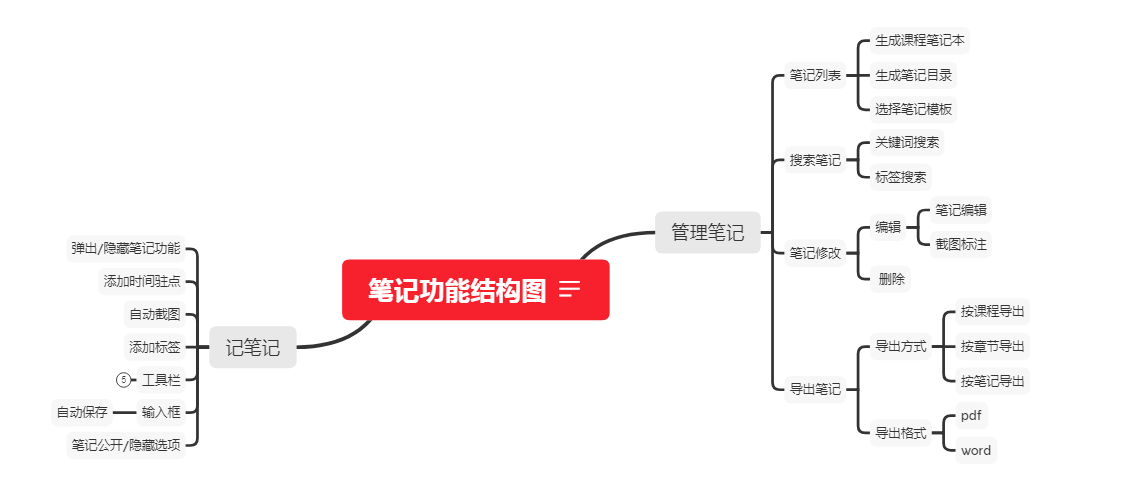 笔记功能结构图
管理笔记
笔记列表
生成课程笔记本
生成笔记目录
选择笔记模板
搜索笔记
关键词搜索
标签搜索
笔记修改
编辑
笔记编辑
截图标注
删除
导出笔记
导出方式
按课程导出
按章节导出
按笔记导出
导出格式
pdf
word
记笔记
弹出/隐藏笔记功能
添加时间驻点
自动截图
添加标签
工具栏
5
输入框
自动保存
笔记公开/隐藏选项